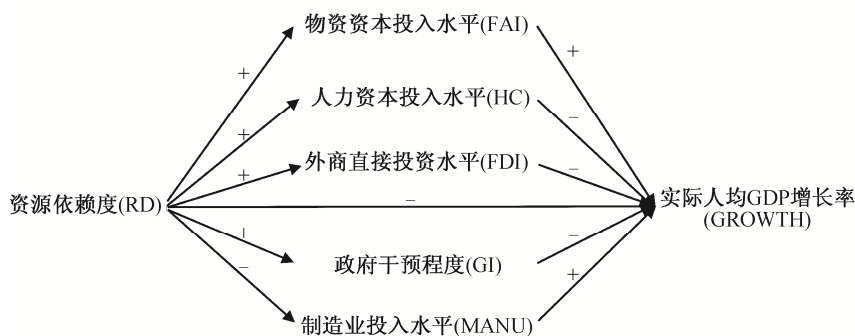 物资资本投入水平(FAI)
+
+
人力资本投入水平(HC)
−
+
+
外商直接投资水平(FDI)
−
资源依赖度(RD)
−
实际人均GDP增长率
(GROWTH)
+
政府干预程度(GI)
−
−
制造业投入水平(MANU)
+